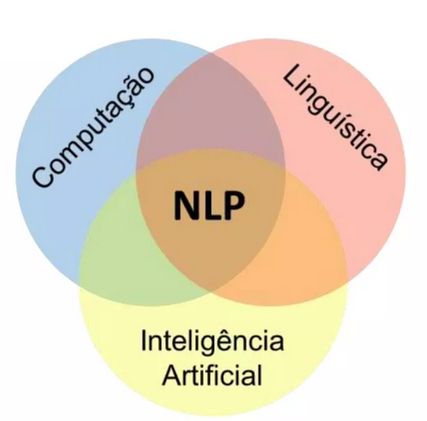 Computação
Linguística
NLP
Inteligência
Artificial